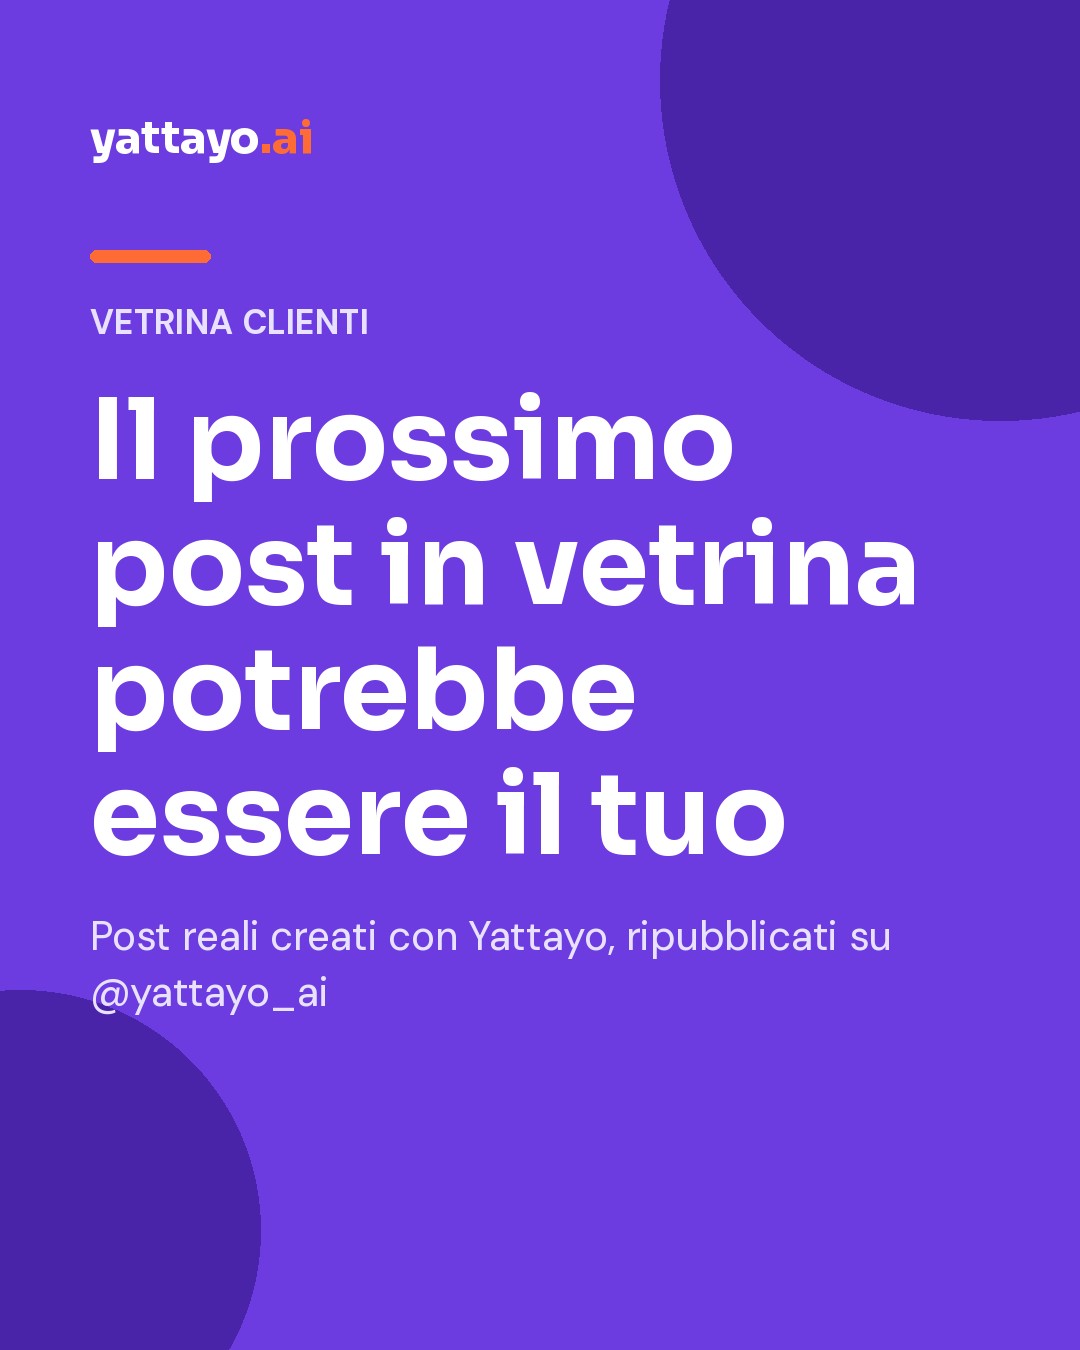 yattayo.ai
VETRINA CLIENTI
Il prossimo
post in vetrina
potrebbe
essere il tuo
Post reali creati con Yattayo, ripubblicati su
@yattayo_ai